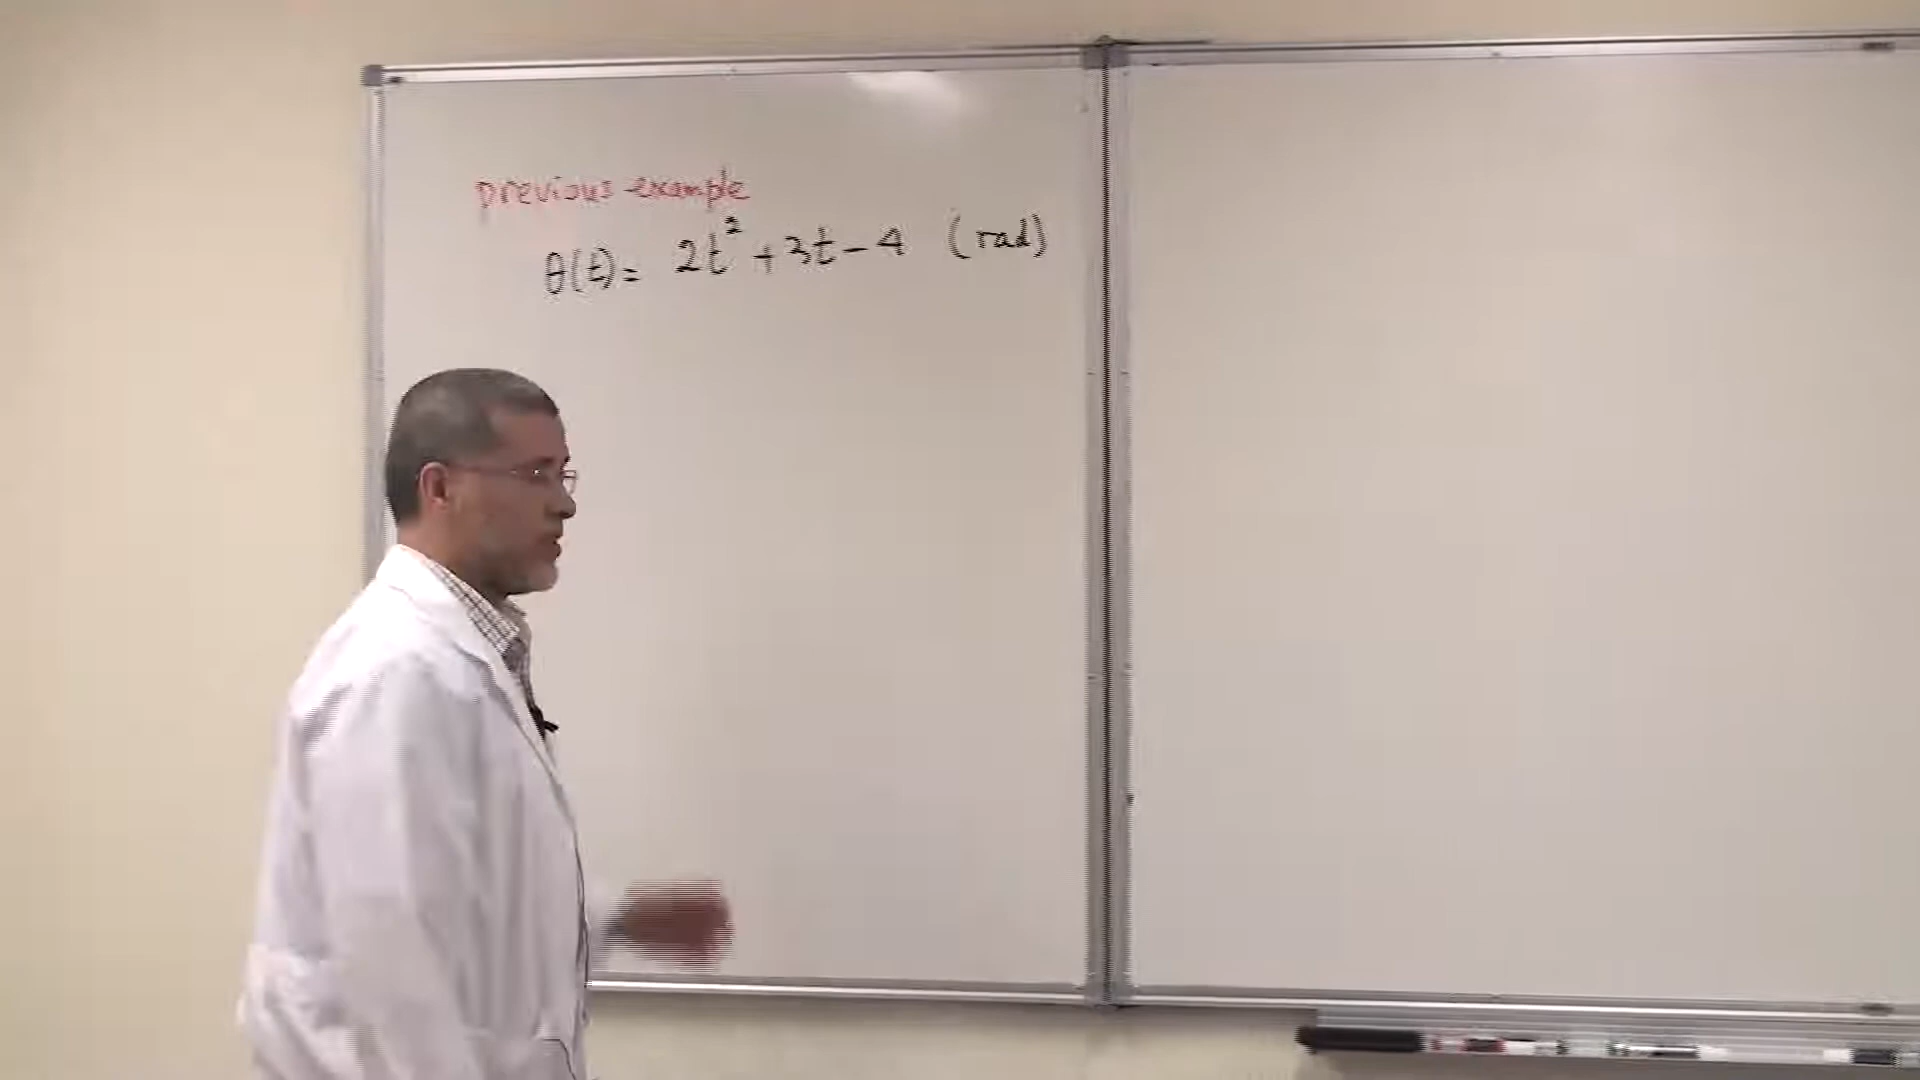 previous example
θ(t) = 2t² + 3t - 4 (rad)